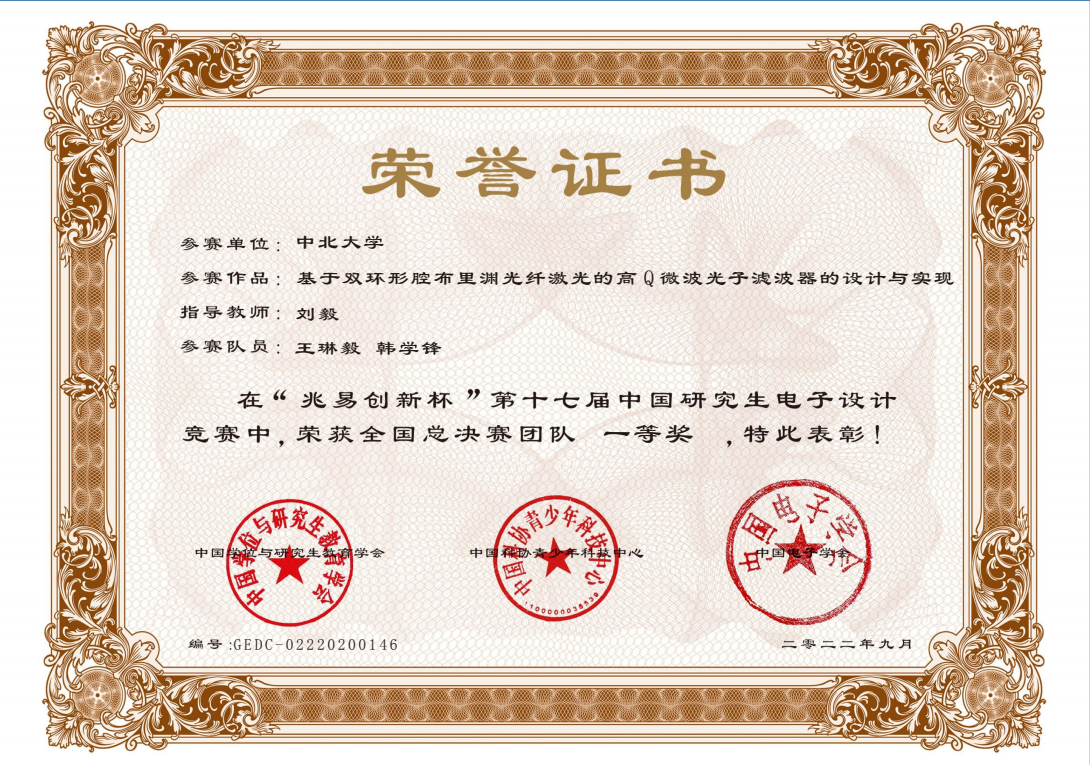 荣誉证书
参赛单位：中北大学
参赛作品：基于双环形腔布里渊光纤激光的高Q微波光子滤波器的设计与实现
指导教师：刘毅
参赛队员：王琳毅 韩学锋
在“兆易创新杯”第十七届中国研究生电子设计
竞赛中，荣获全国总决赛团队 一等奖 ，特此表彰！
中国学位与研究生教育学会
中国科协青少年科技中心
中国电子学会
中国学位与研究生教育学会
中国科协青少年科技中心
1100000038539
中国电子学会
编号:GEDC-02220200146
二零二二年九月